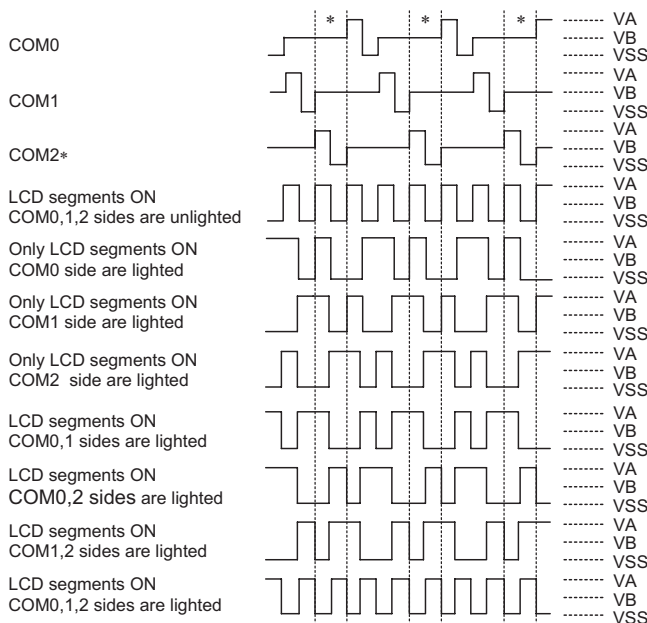 * * *
COM0
VA
VB
VSS
COM1
VA
VB
VSS
COM2*
VA
VB
VSS
LCD segments ON
COM0,1,2 sides are unlighted
VA
VB
VSS
Only LCD segments ON
COM0 side are lighted
VA
VB
VSS
Only LCD segments ON
COM1 side are lighted
VA
VB
VSS
Only LCD segments ON
COM2 side are lighted
VA
VB
VSS
LCD segments ON
COM0,1 sides are lighted
VA
VB
VSS
LCD segments ON
COM0,2 sides are lighted
VA
VB
VSS
LCD segments ON
COM1,2 sides are lighted
VA
VB
VSS
LCD segments ON
COM0,1,2 sides are lighted
VA
VB
VSS